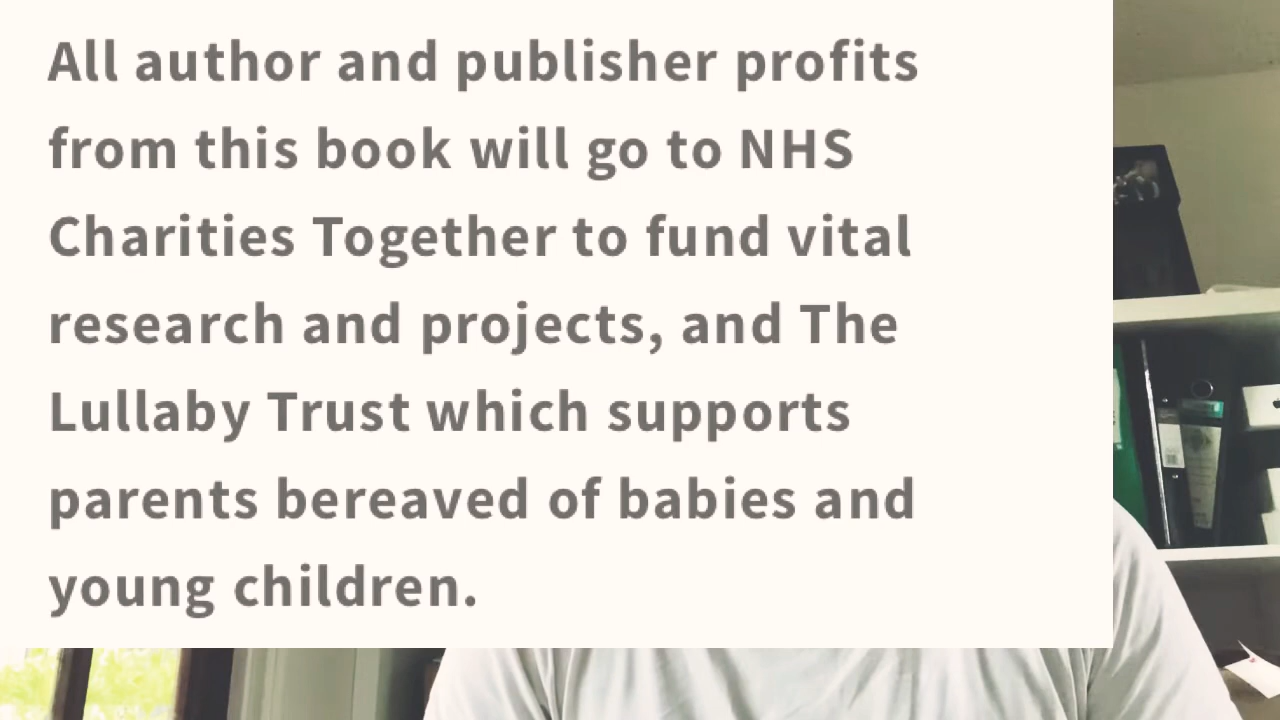 All author and publisher profits
from this book will go to NHS
Charities Together to fund vital
research and projects, and The
Lullaby Trust which supports
parents bereaved of babies and
young children.